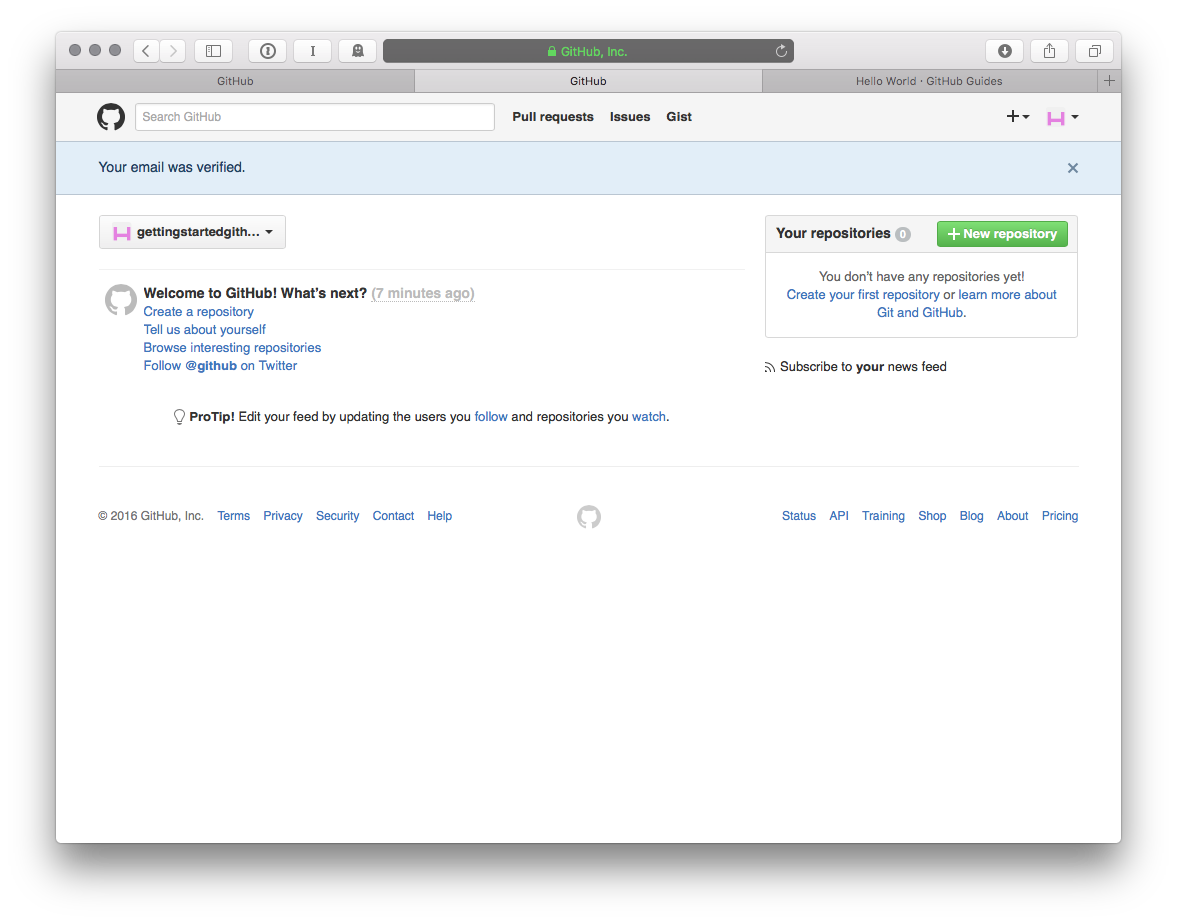 GitHub, Inc.
GitHub
GitHub
Hello World · GitHub Guides
Search GitHub
Pull requests Issues Gist
Your email was verified.
gettingstartedgith...
Your repositories 0
New repository
You don't have any repositories yet!
Create your first repository or learn more about
Git and GitHub.
Subscribe to your news feed
Welcome to GitHub! What's next? (7 minutes ago)
Create a repository
Tell us about yourself
Browse interesting repositories
Follow @github on Twitter
ProTip! Edit your feed by updating the users you follow and repositories you watch.
© 2016 GitHub, Inc. Terms Privacy Security Contact Help
Status API Training Shop Blog About Pricing